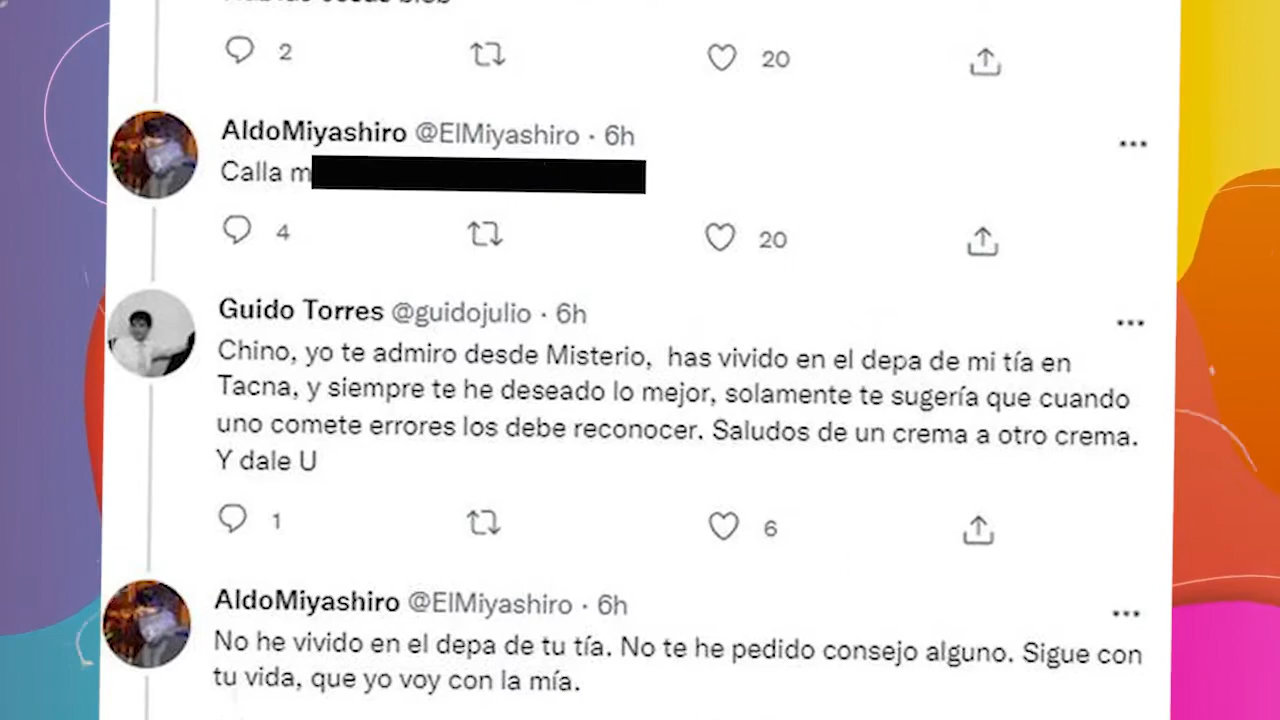 2
20
AldoMiyashiro @ElMiyashiro · 6h
Calla m
4
20
Guido Torres @guidojulio · 6h
Chino, yo te admiro desde Misterio, has vivido en el depa de mi tía en
Tacna, y siempre te he deseado lo mejor, solamente te sugería que cuando
uno comete errores los debe reconocer. Saludos de un crema a otro crema.
Y dale U
1
6
AldoMiyashiro @ElMiyashiro · 6h
No he vivido en el depa de tu tía. No te he pedido consejo alguno. Sigue con
tu vida, que yo voy con la mía.